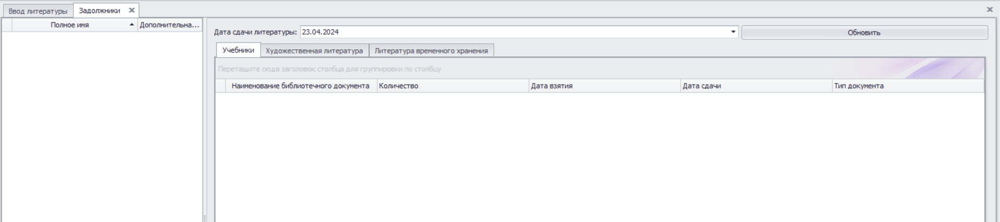 Ввод литературы Задолжники
Полное имя Дополнительна...
Дата сдачи литературы: 23.04.2024 Обновить
Учебники Художественная литература Литература временного хранения
Перетащите сюда заголовок столбца для группировки по столбцу
Наименование библиотечного документа Количество Дата взятия Дата сдачи Тип документа